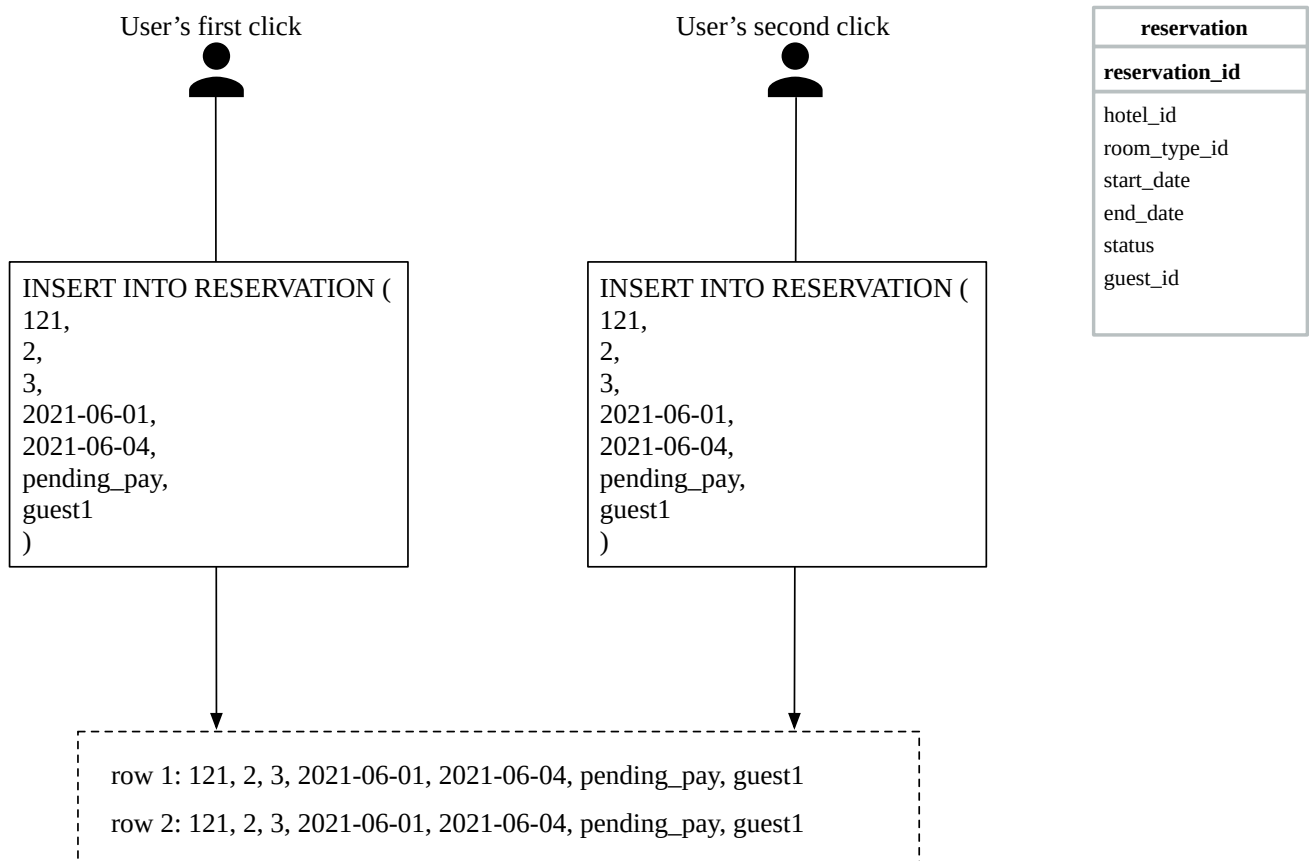 User’s first click
User’s second click
reservation
reservation_id
hotel_id
room_type_id
start_date
end_date
status
guest_id
INSERT INTO RESERVATION (
121,
2,
3,
2021-06-01,
2021-06-04,
pending_pay,
guest1
)
INSERT INTO RESERVATION (
121,
2,
3,
2021-06-01,
2021-06-04,
pending_pay,
guest1
)
row 1: 121, 2, 3, 2021-06-01, 2021-06-04, pending_pay, guest1
row 2: 121, 2, 3, 2021-06-01, 2021-06-04, pending_pay, guest1